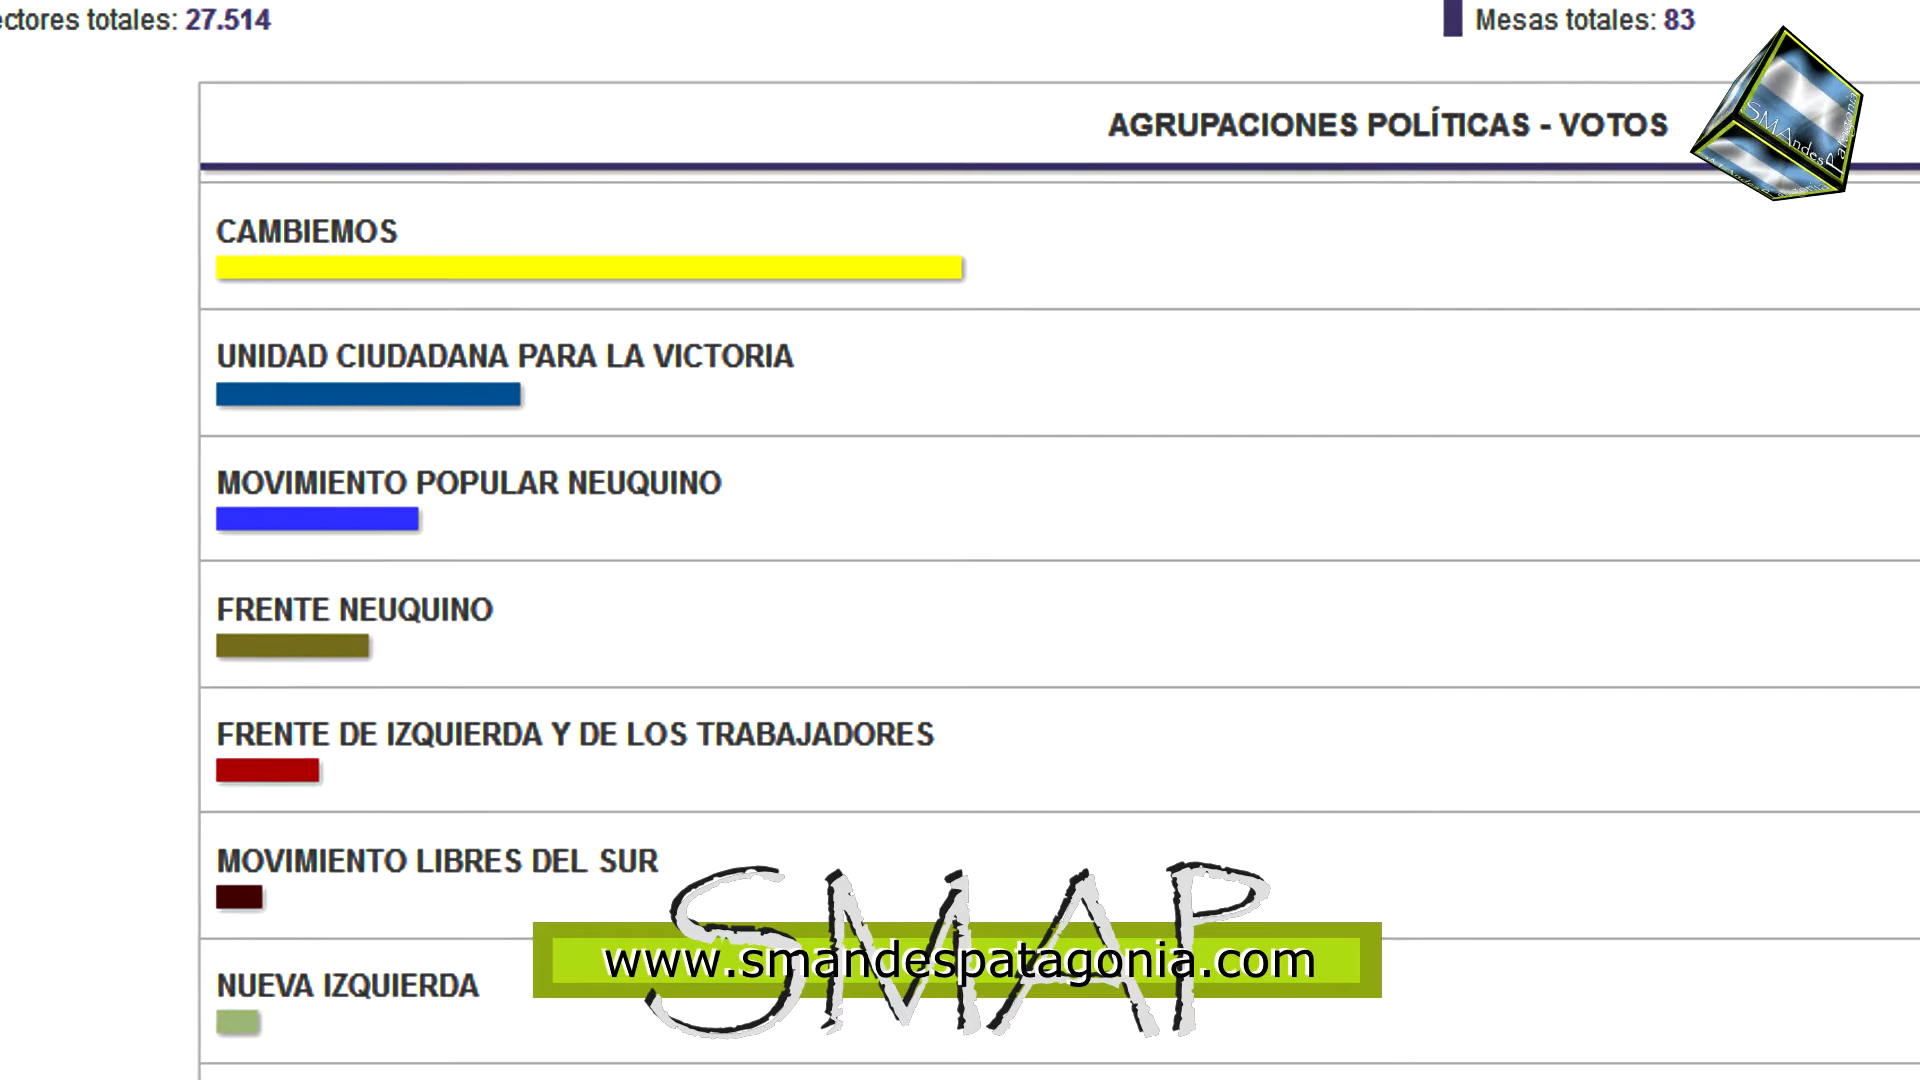 ectores totales: 27.514
Mesas totales: 83
AGRUPACIONES POLÍTICAS - VOTOS
SMAndesPatagonia
CAMBIEMOS
UNIDAD CIUDADANA PARA LA VICTORIA
MOVIMIENTO POPULAR NEUQUINO
FRENTE NEUQUINO
FRENTE DE IZQUIERDA Y DE LOS TRABAJADORES
MOVIMIENTO LIBRES DEL SUR
SMAP
www.smandespatagonia.com
NUEVA IZQUIERDA